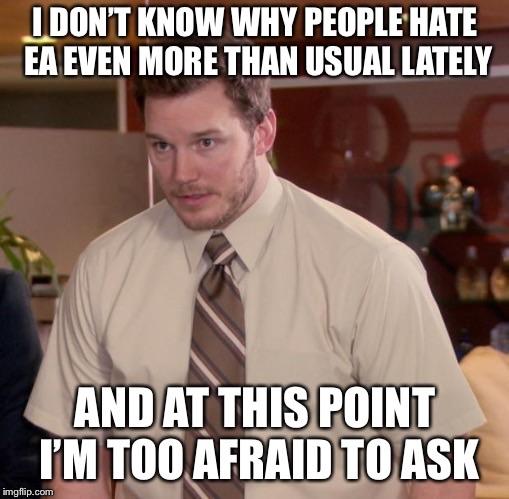 I DON'T KNOW WHY PEOPLE HATE
EA EVEN MORE THAN USUAL LATELY
AND AT THIS POINT
I'M TOO AFRAID TO ASK
imgflip.com